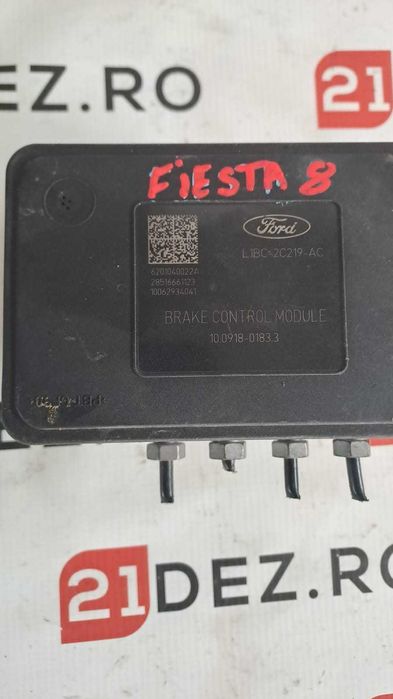 DEZ.RO 21
FIESTA 8
Ford
L1BC-2C219-AC
6201040022A
28516661123
10062934041
BRAKE CONTROL MODULE
10.0918-0183.3
21DEZ.RO